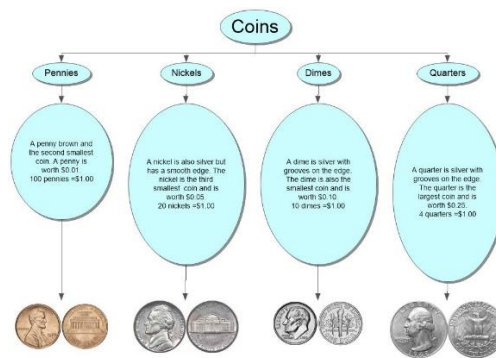 Coins
Pennies
Nickels
Dimes
Quarters
A penny brown and
the second smallest
coin. A penny is
worth $0.01.
100 pennies =$1.00
A nickel is also silver but
has a smooth edge. The
nickel is the third
smallest coin and is
worth $0.05.
20 nickels =$1.00
A dime is silver with
grooves on the edge.
The dime is also the
smallest coin and is
worth $0.10.
10 dimes =$1.00
A quarter is silver with
grooves on the edge.
The quarter is the
largest coin and is
worth $0.25.
4 quarters =$1.00